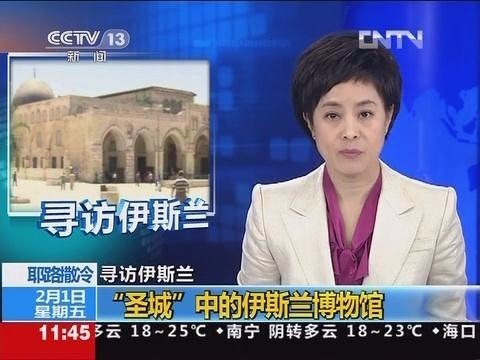 CCTV 13
新闻
CNTV
寻访伊斯兰
耶路撒冷 寻访伊斯兰
2月1日
星期五
“圣城”中的伊斯兰博物馆
11:45 多云 18~25℃ ·南宁 阴转多云 18~23℃ ·海口